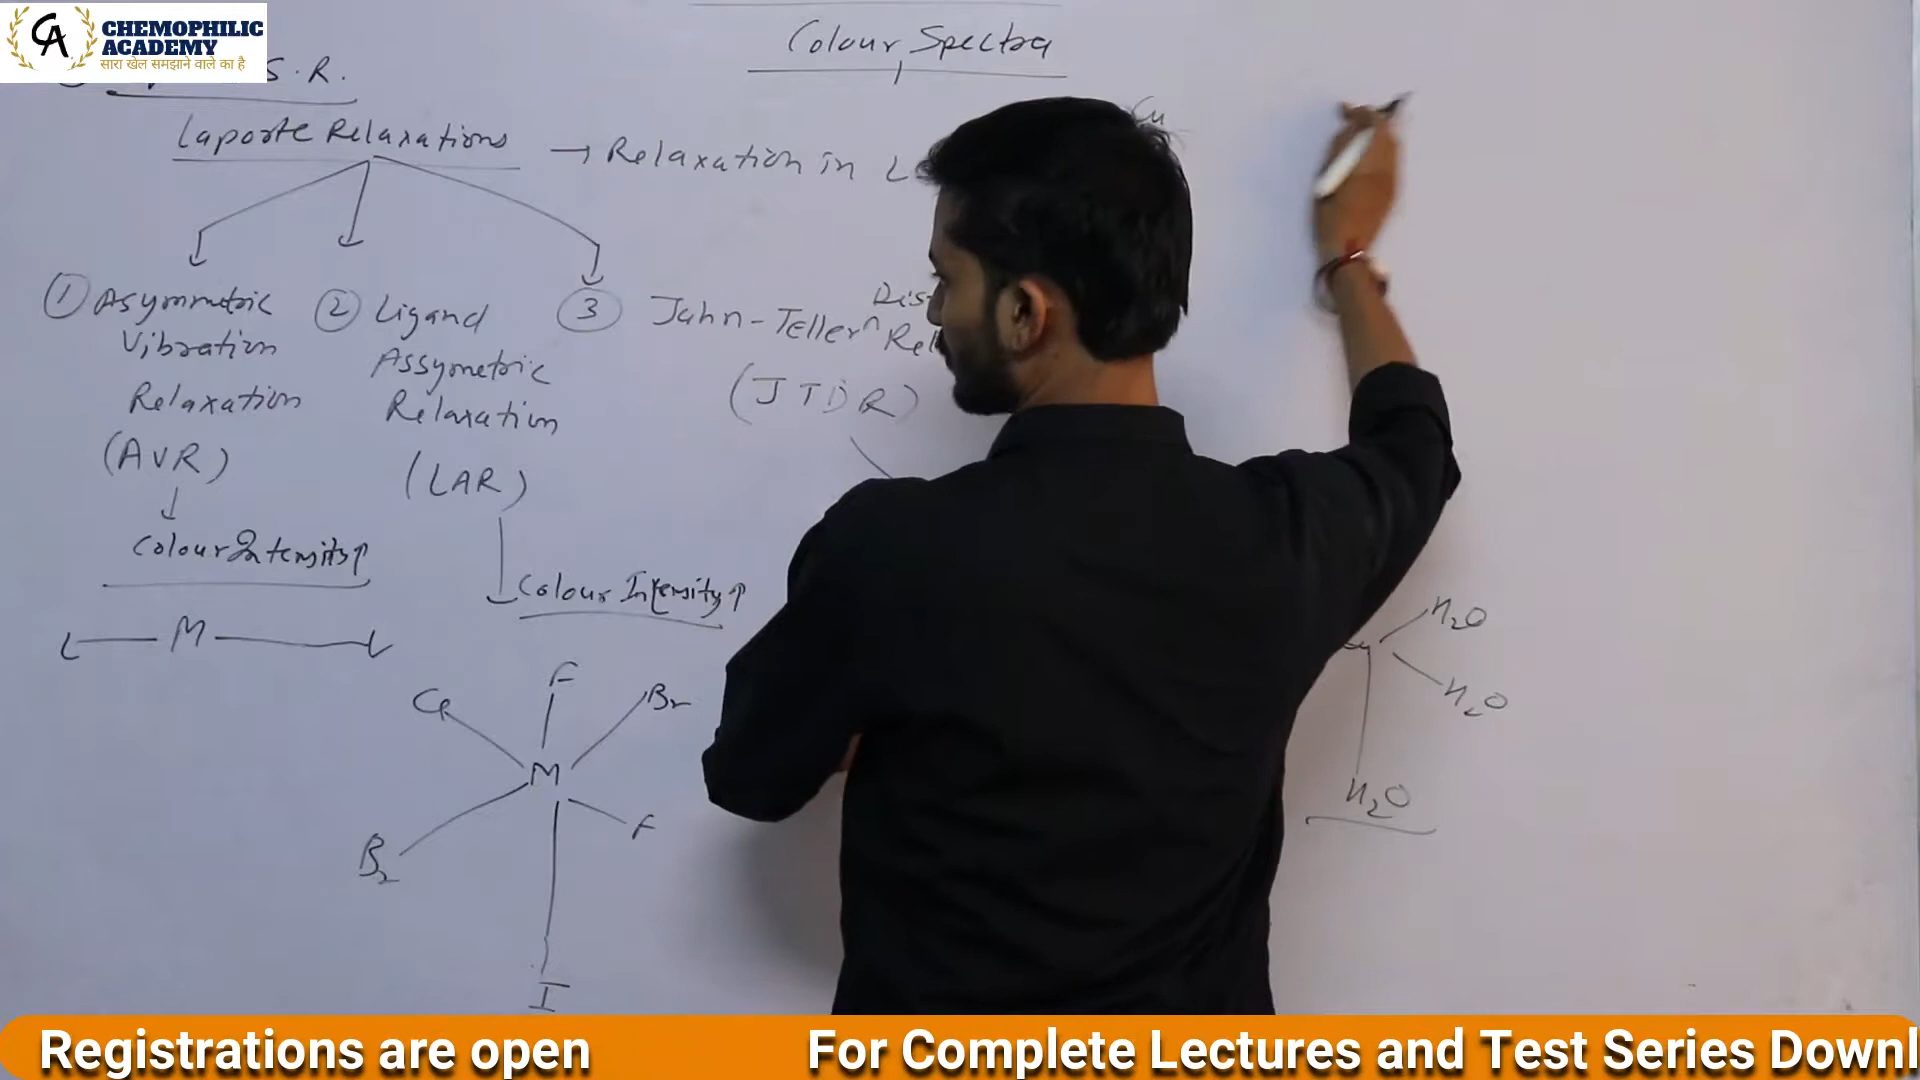 CHEMOPHILIC
ACADEMY
सारा खेल समझाने वाले का है
S.R.
Colour Spectra
Cu
Laporte Relaxations → Relaxation in
① Asymmetric
Vibration
Relaxation
(AVR)
Colour Intensity↑
L — M — L
② Ligand
Assymetric
Relaxation
(LAR)
Colour Intensity↑
③ Jahn-Teller
(JTDR)
F
Cl
Br
M
Br
F
I
H2O
H2O
H2O
Registrations are open
For Complete Lectures and Test Series Downl